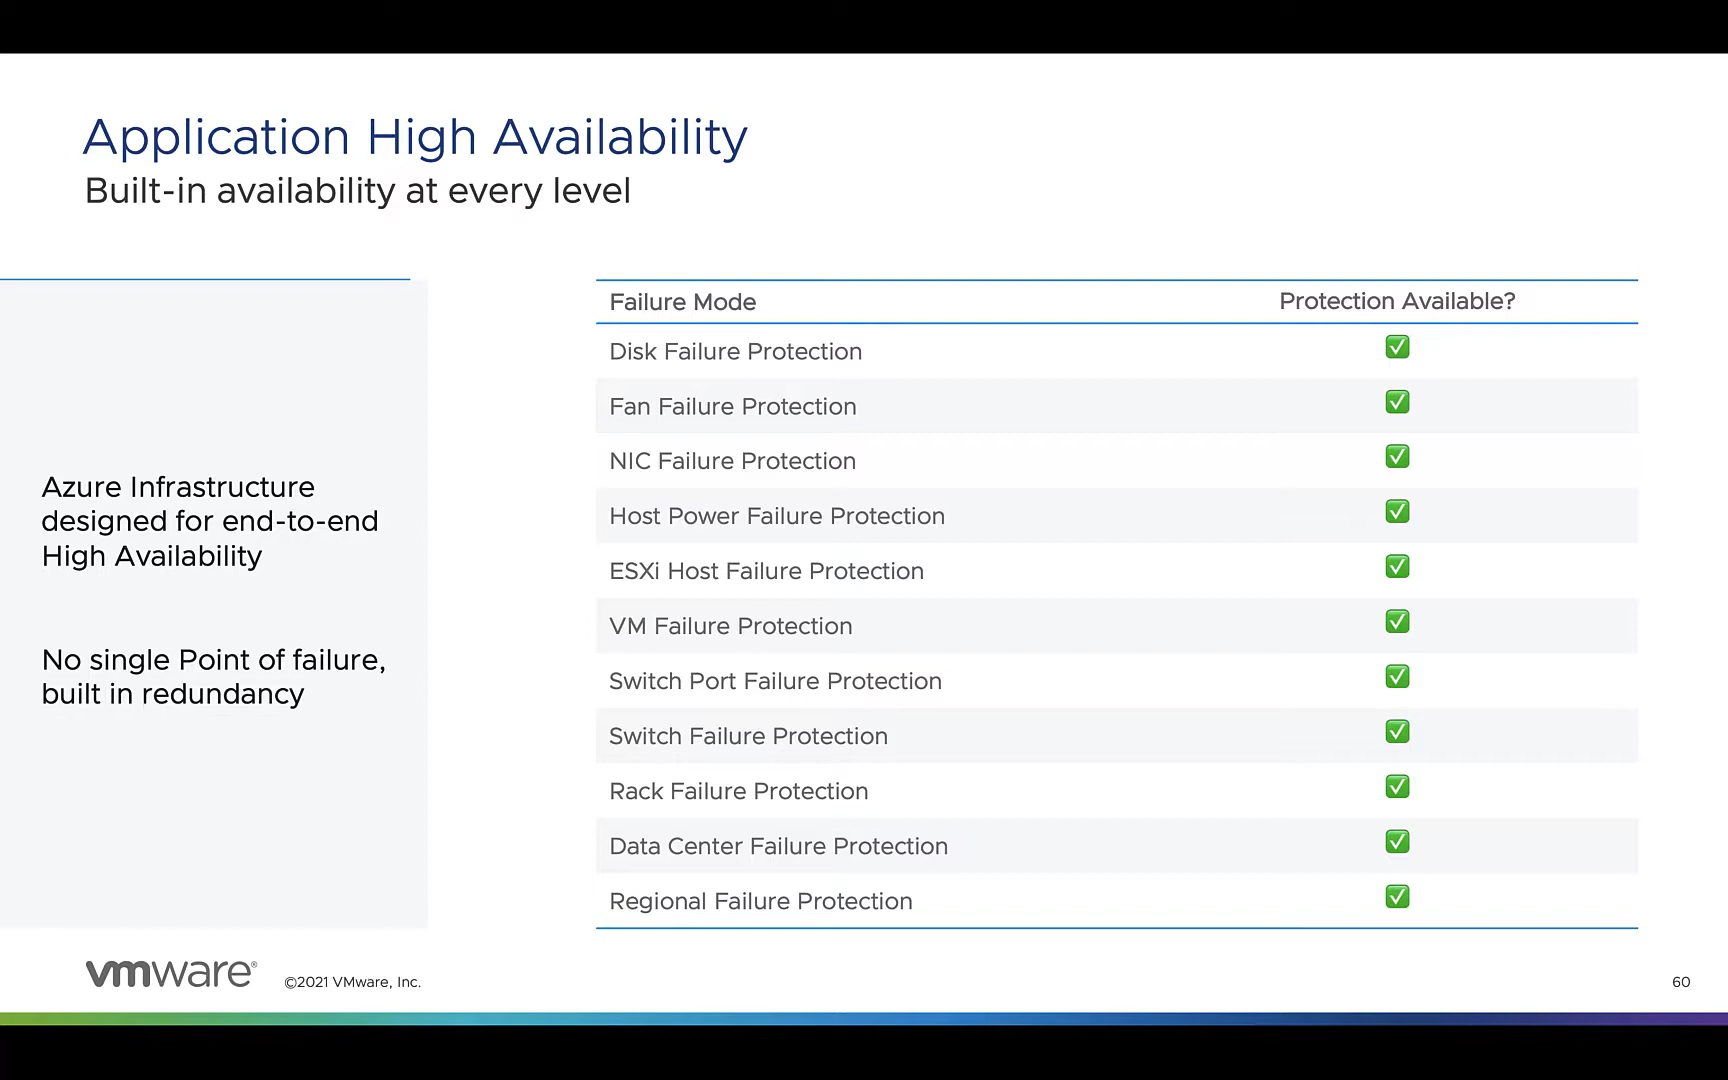 Application High Availability
Built-in availability at every level
Azure Infrastructure
designed for end-to-end
High Availability
No single Point of failure,
built in redundancy
Failure Mode Protection Available?
Disk Failure Protection ✅
Fan Failure Protection ✅
NIC Failure Protection ✅
Host Power Failure Protection ✅
ESXi Host Failure Protection ✅
VM Failure Protection ✅
Switch Port Failure Protection ✅
Switch Failure Protection ✅
Rack Failure Protection ✅
Data Center Failure Protection ✅
Regional Failure Protection ✅
vmware® ©2021 VMware, Inc. 60